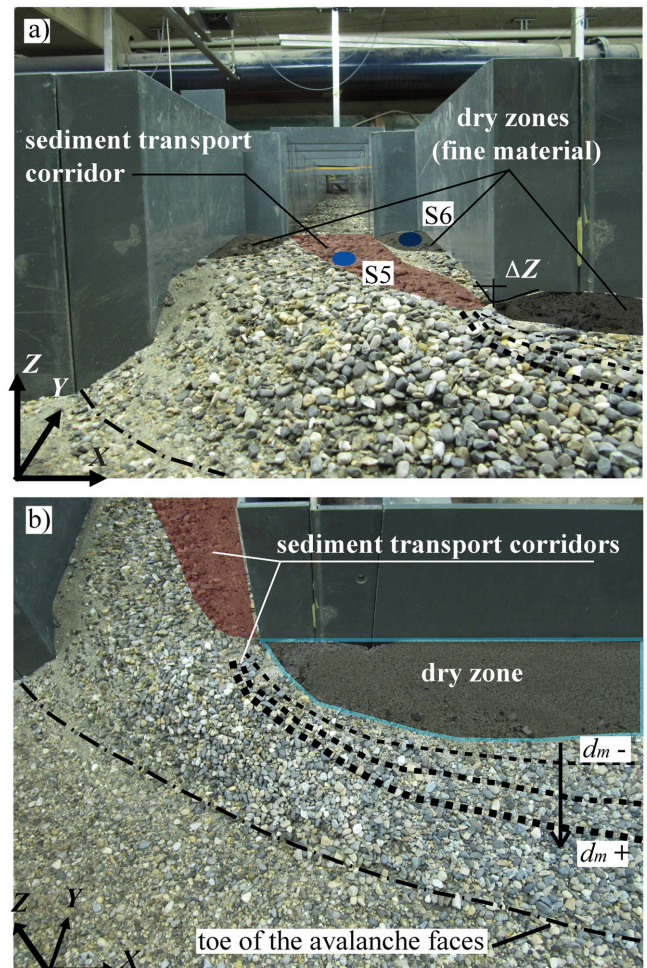 a)
sediment transport
corridor
dry zones
(fine material)
S6
S5
ΔZ
Z
Y
X
b)
sediment transport corridors
dry zone
dm -
dm +
Z
Y
X
toe of the avalanche faces